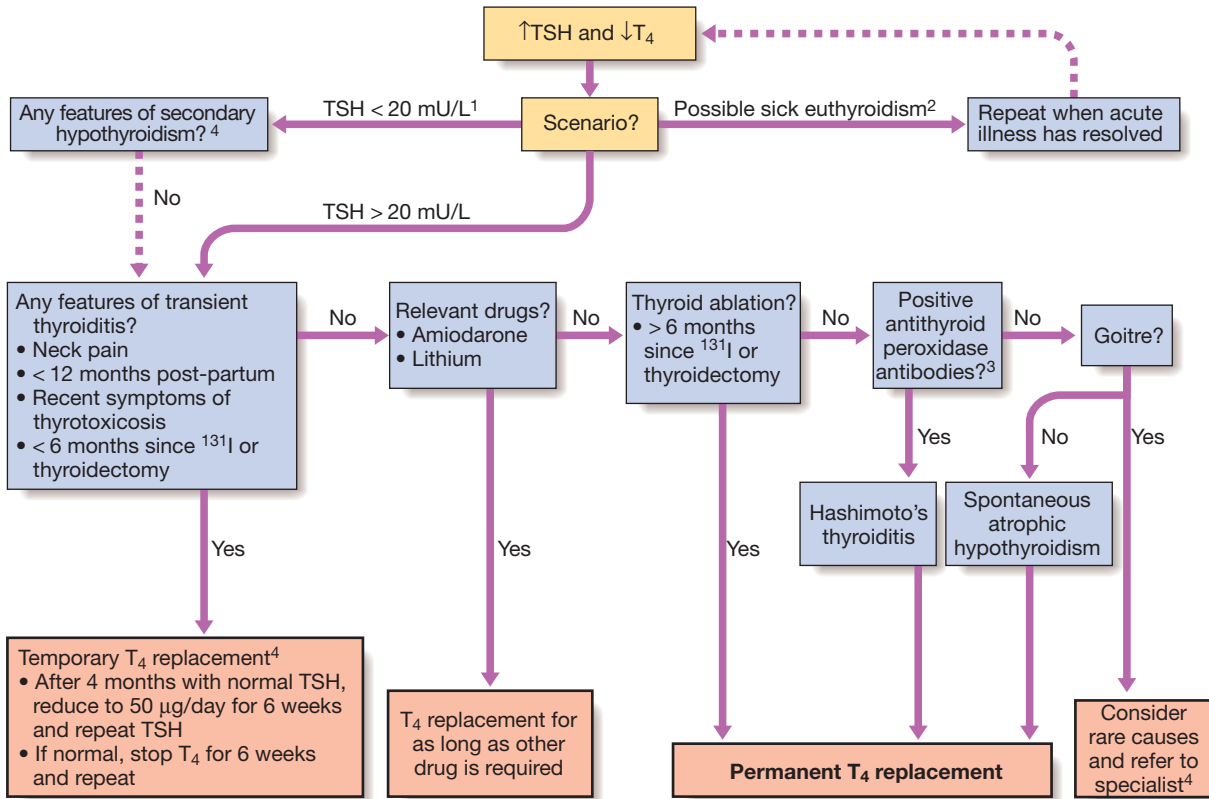 ↑TSH and ↓T₄
Any features of secondary
hypothyroidism? ⁴
TSH < 20 mU/L¹
Scenario?
Possible sick euthyroidism²
Repeat when acute
illness has resolved
No
TSH > 20 mU/L
Any features of transient
thyroiditis?
• Neck pain
• < 12 months post-partum
• Recent symptoms of
thyrotoxicosis
• < 6 months since ¹³¹I or
thyroidectomy
No
Relevant drugs?
• Amiodarone
• Lithium
No
Thyroid ablation?
• > 6 months
since ¹³¹I or
thyroidectomy
No
Positive
antithyroid
peroxidase
antibodies?³
No
Goitre?
Yes
No
Yes
Hashimoto's
thyroiditis
Spontaneous
atrophic
hypothyroidism
Yes
Yes
Yes
Temporary T₄ replacement⁴
• After 4 months with normal TSH,
reduce to 50 μg/day for 6 weeks
and repeat TSH
• If normal, stop T₄ for 6 weeks
and repeat
T₄ replacement for
as long as other
drug is required
Permanent T₄ replacement
Consider
rare causes
and refer to
specialist⁴